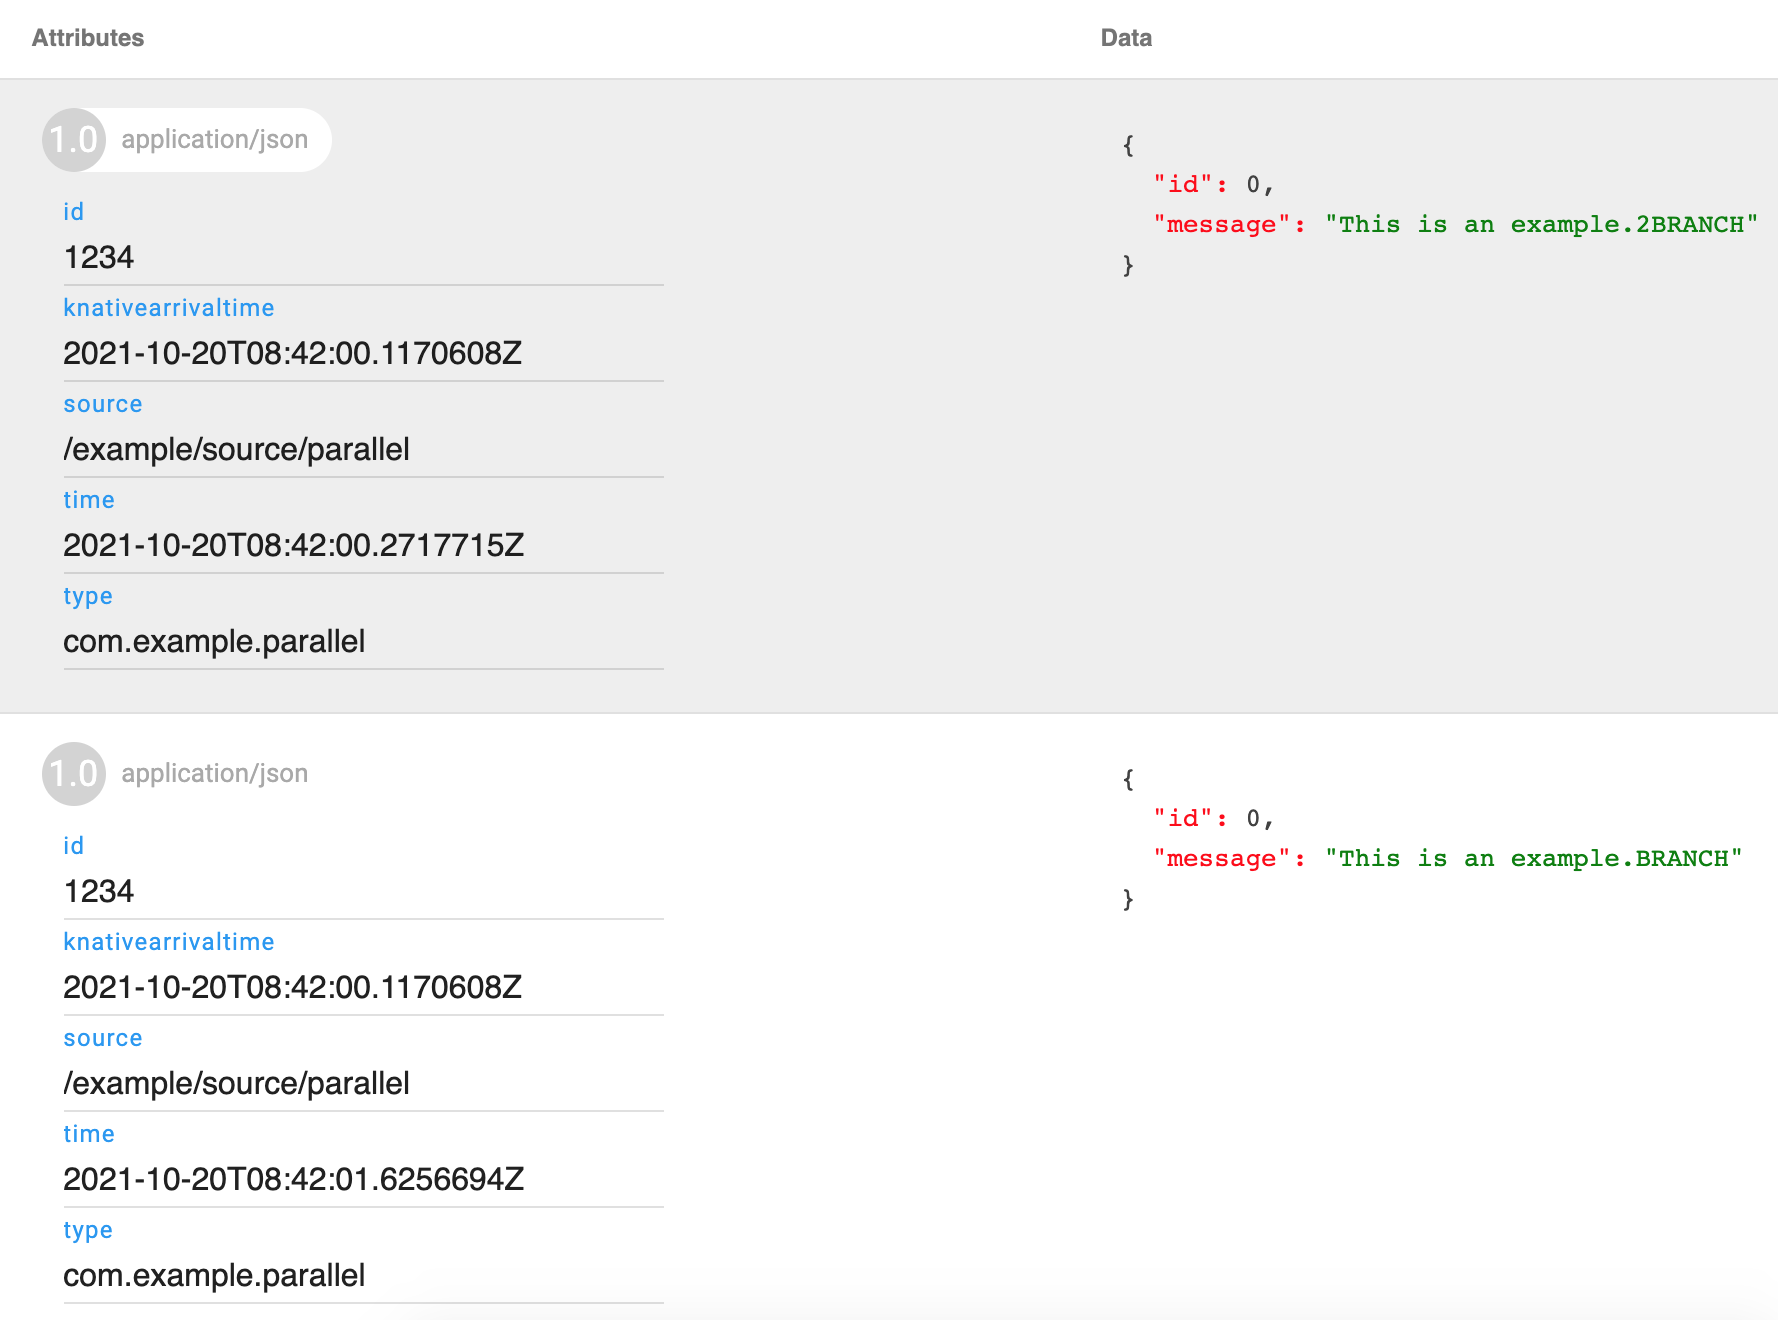 Attributes Data
1.0 application/json
id
1234
knativearrivaltime
2021-10-20T08:42:00.1170608Z
source
/example/source/parallel
time
2021-10-20T08:42:00.2717715Z
type
com.example.parallel
{
"id": 0,
"message": "This is an example.2BRANCH"
}
1.0 application/json
id
1234
knativearrivaltime
2021-10-20T08:42:00.1170608Z
source
/example/source/parallel
time
2021-10-20T08:42:01.6256694Z
type
com.example.parallel
{
"id": 0,
"message": "This is an example.BRANCH"
}